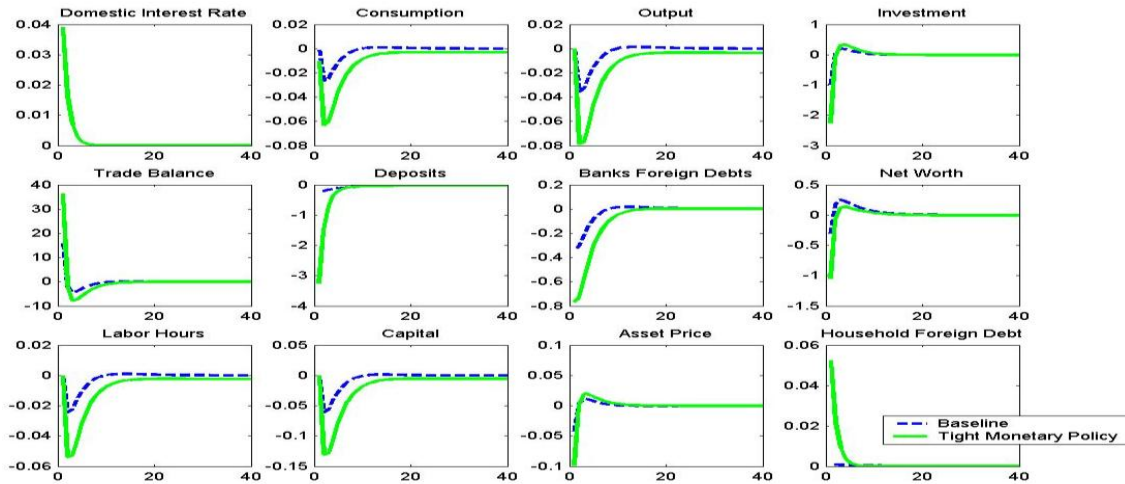 Domestic Interest Rate Consumption Output Investment
0.04 0.02 0.02 1
0.03 0 0 0
-0.02 -0.02
0.02 -0.04 -0.04 -1
0.01 -0.06 -0.06 -2
0 -0.08 -0.08 -3
0 20 40 0 20 40 0 20 40 0 20 40
Trade Balance Deposits Banks Foreign Debts Net Worth
40 0 0.2 0.5
30 -1 0 0
20 -0.2
10 -2 -0.4 -0.5
0 -3 -0.6 -1
-10 -4 -0.8 -1.5
0 20 40 0 20 40 0 20 40 0 20 40
Labor Hours Capital Asset Price Household Foreign Debt
0.02 0.05 0.1 0.06
0 0 0.05 0.04
-0.02 -0.05 0
-0.04 -0.1 -0.05 0.02
-0.06 -0.15 -0.1 0
0 20 40 0 20 40 0 20 40 0 20 40
Baseline
Tight Monetary Policy